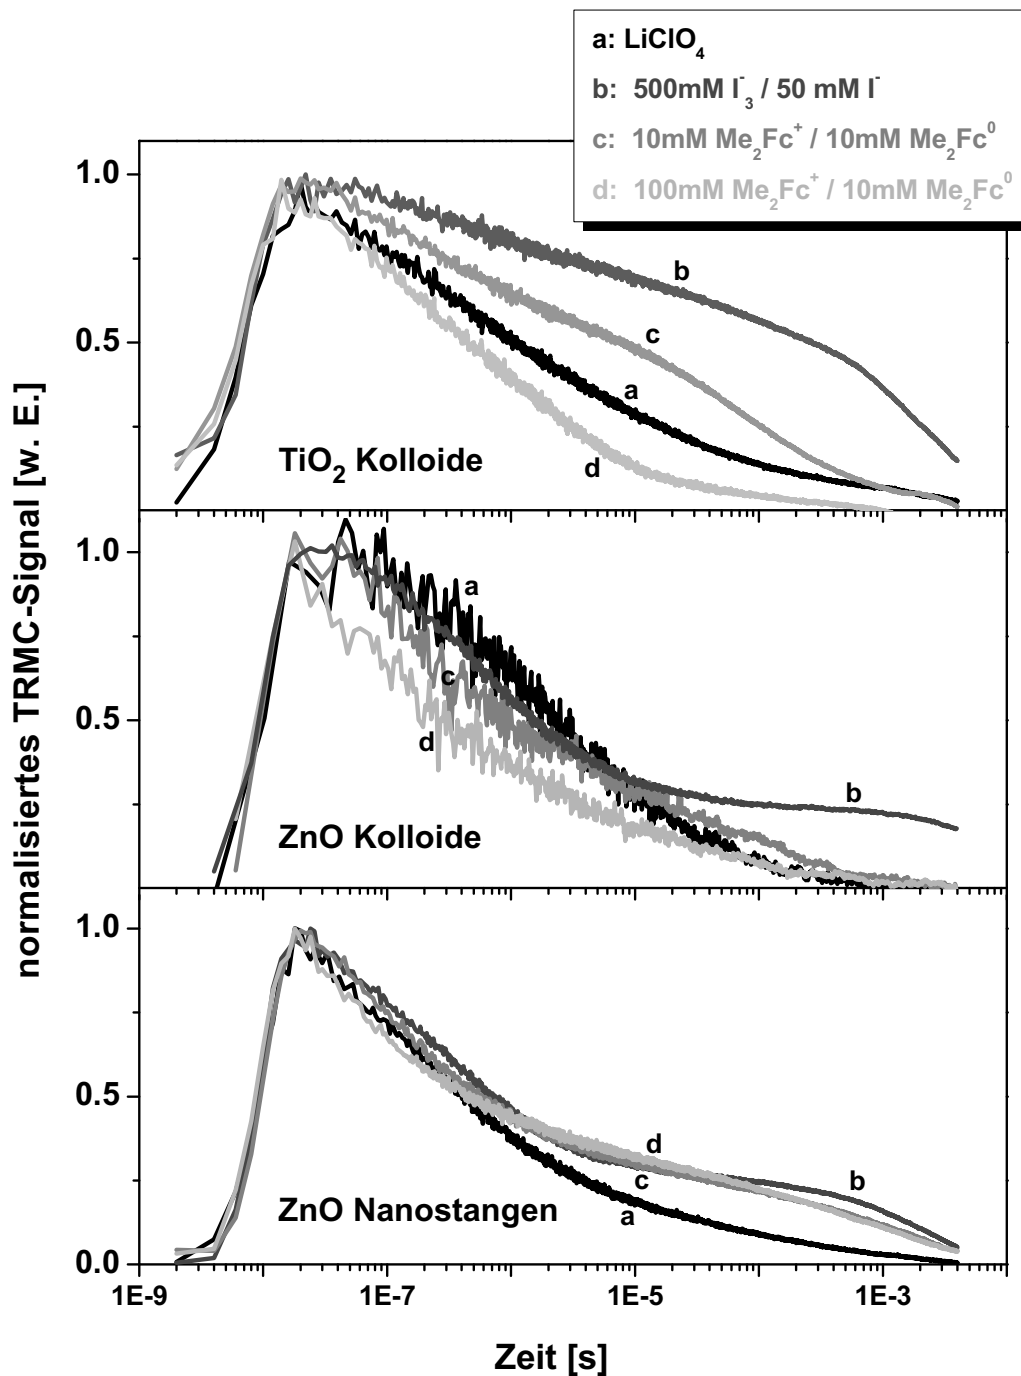 a: LiClO₄
b: 500mM I⁻₃ / 50 mM I⁻
c: 10mM Me₂Fc⁺ / 10mM Me₂Fc⁰
d: 100mM Me₂Fc⁺ / 10mM Me₂Fc⁰
normalisiertes TRMC-Signal [w. E.]
1.0
0.5
b
c
a
d
TiO₂ Kolloide
1.0
0.5
a
c
d
b
ZnO Kolloide
1.0
0.5
0.0
d
c
b
a
ZnO Nanostangen
1E-9 1E-7 1E-5 1E-3
Zeit [s]